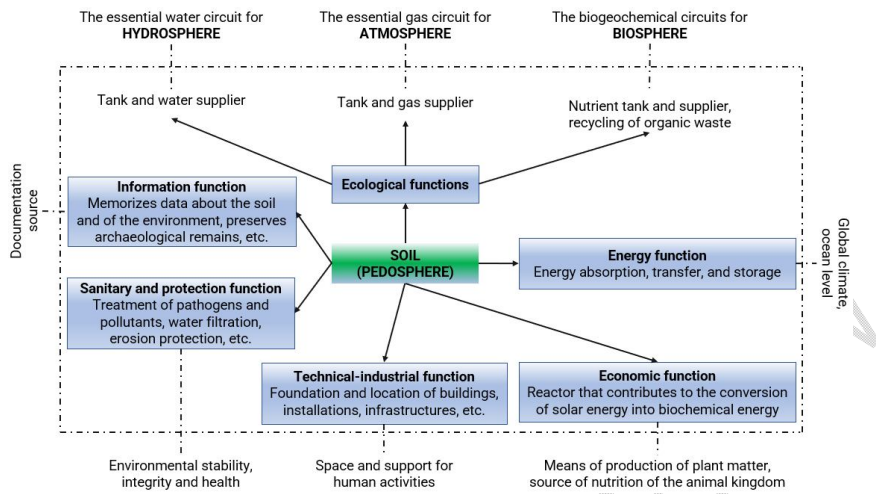 The essential water circuit for
HYDROSPHERE
The essential gas circuit for
ATMOSPHERE
The biogeochemical circuits for
BIOSPHERE
Tank and water supplier
Tank and gas supplier
Nutrient tank and supplier,
recycling of organic waste
Documentation
source
Information function
Memorizes data about the soil
and of the environment, preserves
archaeological remains, etc.
Ecological functions
SOIL
(PEDOSPHERE)
Energy function
Energy absorption, transfer, and storage
Global climate,
ocean level
Sanitary and protection function
Treatment of pathogens and
pollutants, water filtration,
erosion protection, etc.
Technical-industrial function
Foundation and location of buildings,
installations, infrastructures, etc.
Economic function
Reactor that contributes to the conversion
of solar energy into biochemical energy
Environmental stability,
integrity and health
Space and support for
human activities
Means of production of plant matter,
source of nutrition of the animal kingdom